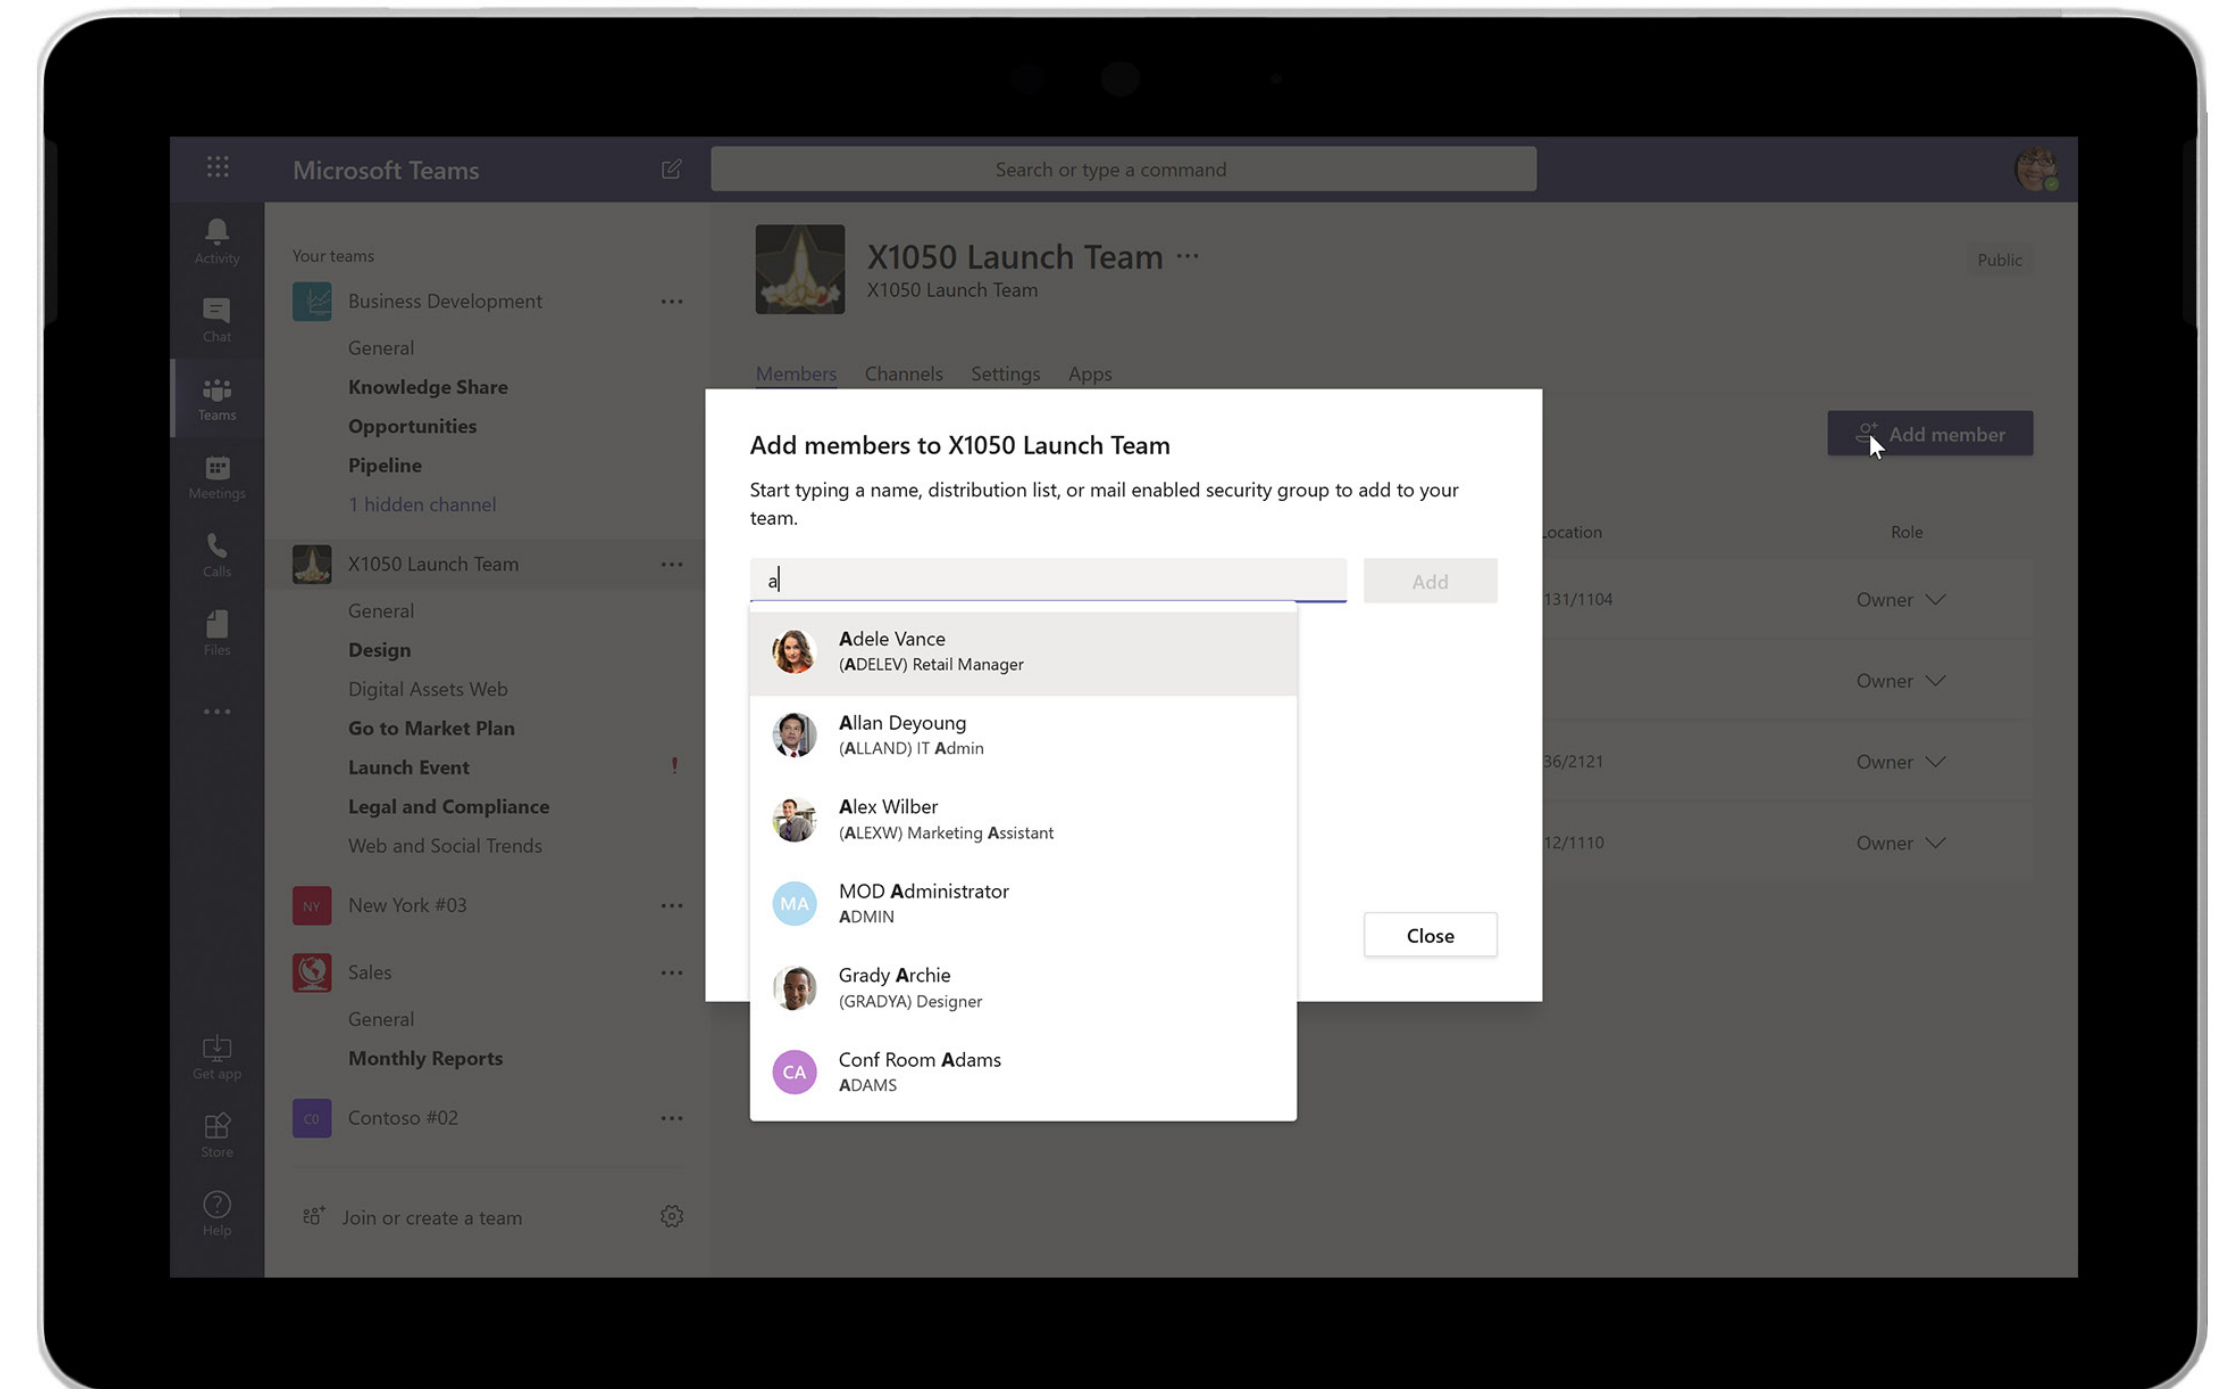 Microsoft Teams
Search or type a command
Activity
Chat
Teams
Meetings
Calls
Files
Get app
Store
Help
Your teams
Business Development
General
Knowledge Share
Opportunities
Pipeline
1 hidden channel
X1050 Launch Team
General
Design
Digital Assets Web
Go to Market Plan
Launch Event !
Legal and Compliance
Web and Social Trends
NY New York #03
Sales
General
Monthly Reports
C0 Contoso #02
Join or create a team
X1050 Launch Team ···
X1050 Launch Team
Public
Members Channels Settings Apps
Add member
Location Role
131/1104 Owner
Owner
36/2121 Owner
12/1110 Owner
Add members to X1050 Launch Team
Start typing a name, distribution list, or mail enabled security group to add to your
team.
a
Add
Adele Vance
(ADELEV) Retail Manager
Allan Deyoung
(ALLAND) IT Admin
Alex Wilber
(ALEXW) Marketing Assistant
MA MOD Administrator
ADMIN
Grady Archie
(GRADYA) Designer
CA Conf Room Adams
ADAMS
Close